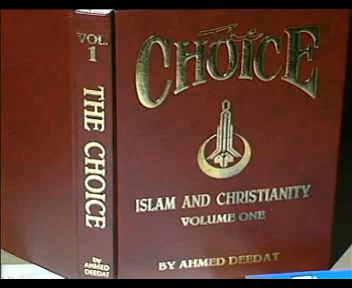 VOL.
1
THE CHOICE
by
AHMED
DEEDAT
The
CHOICE
ISLAM AND CHRISTIANITY
VOLUME ONE
BY AHMED DEEDAT